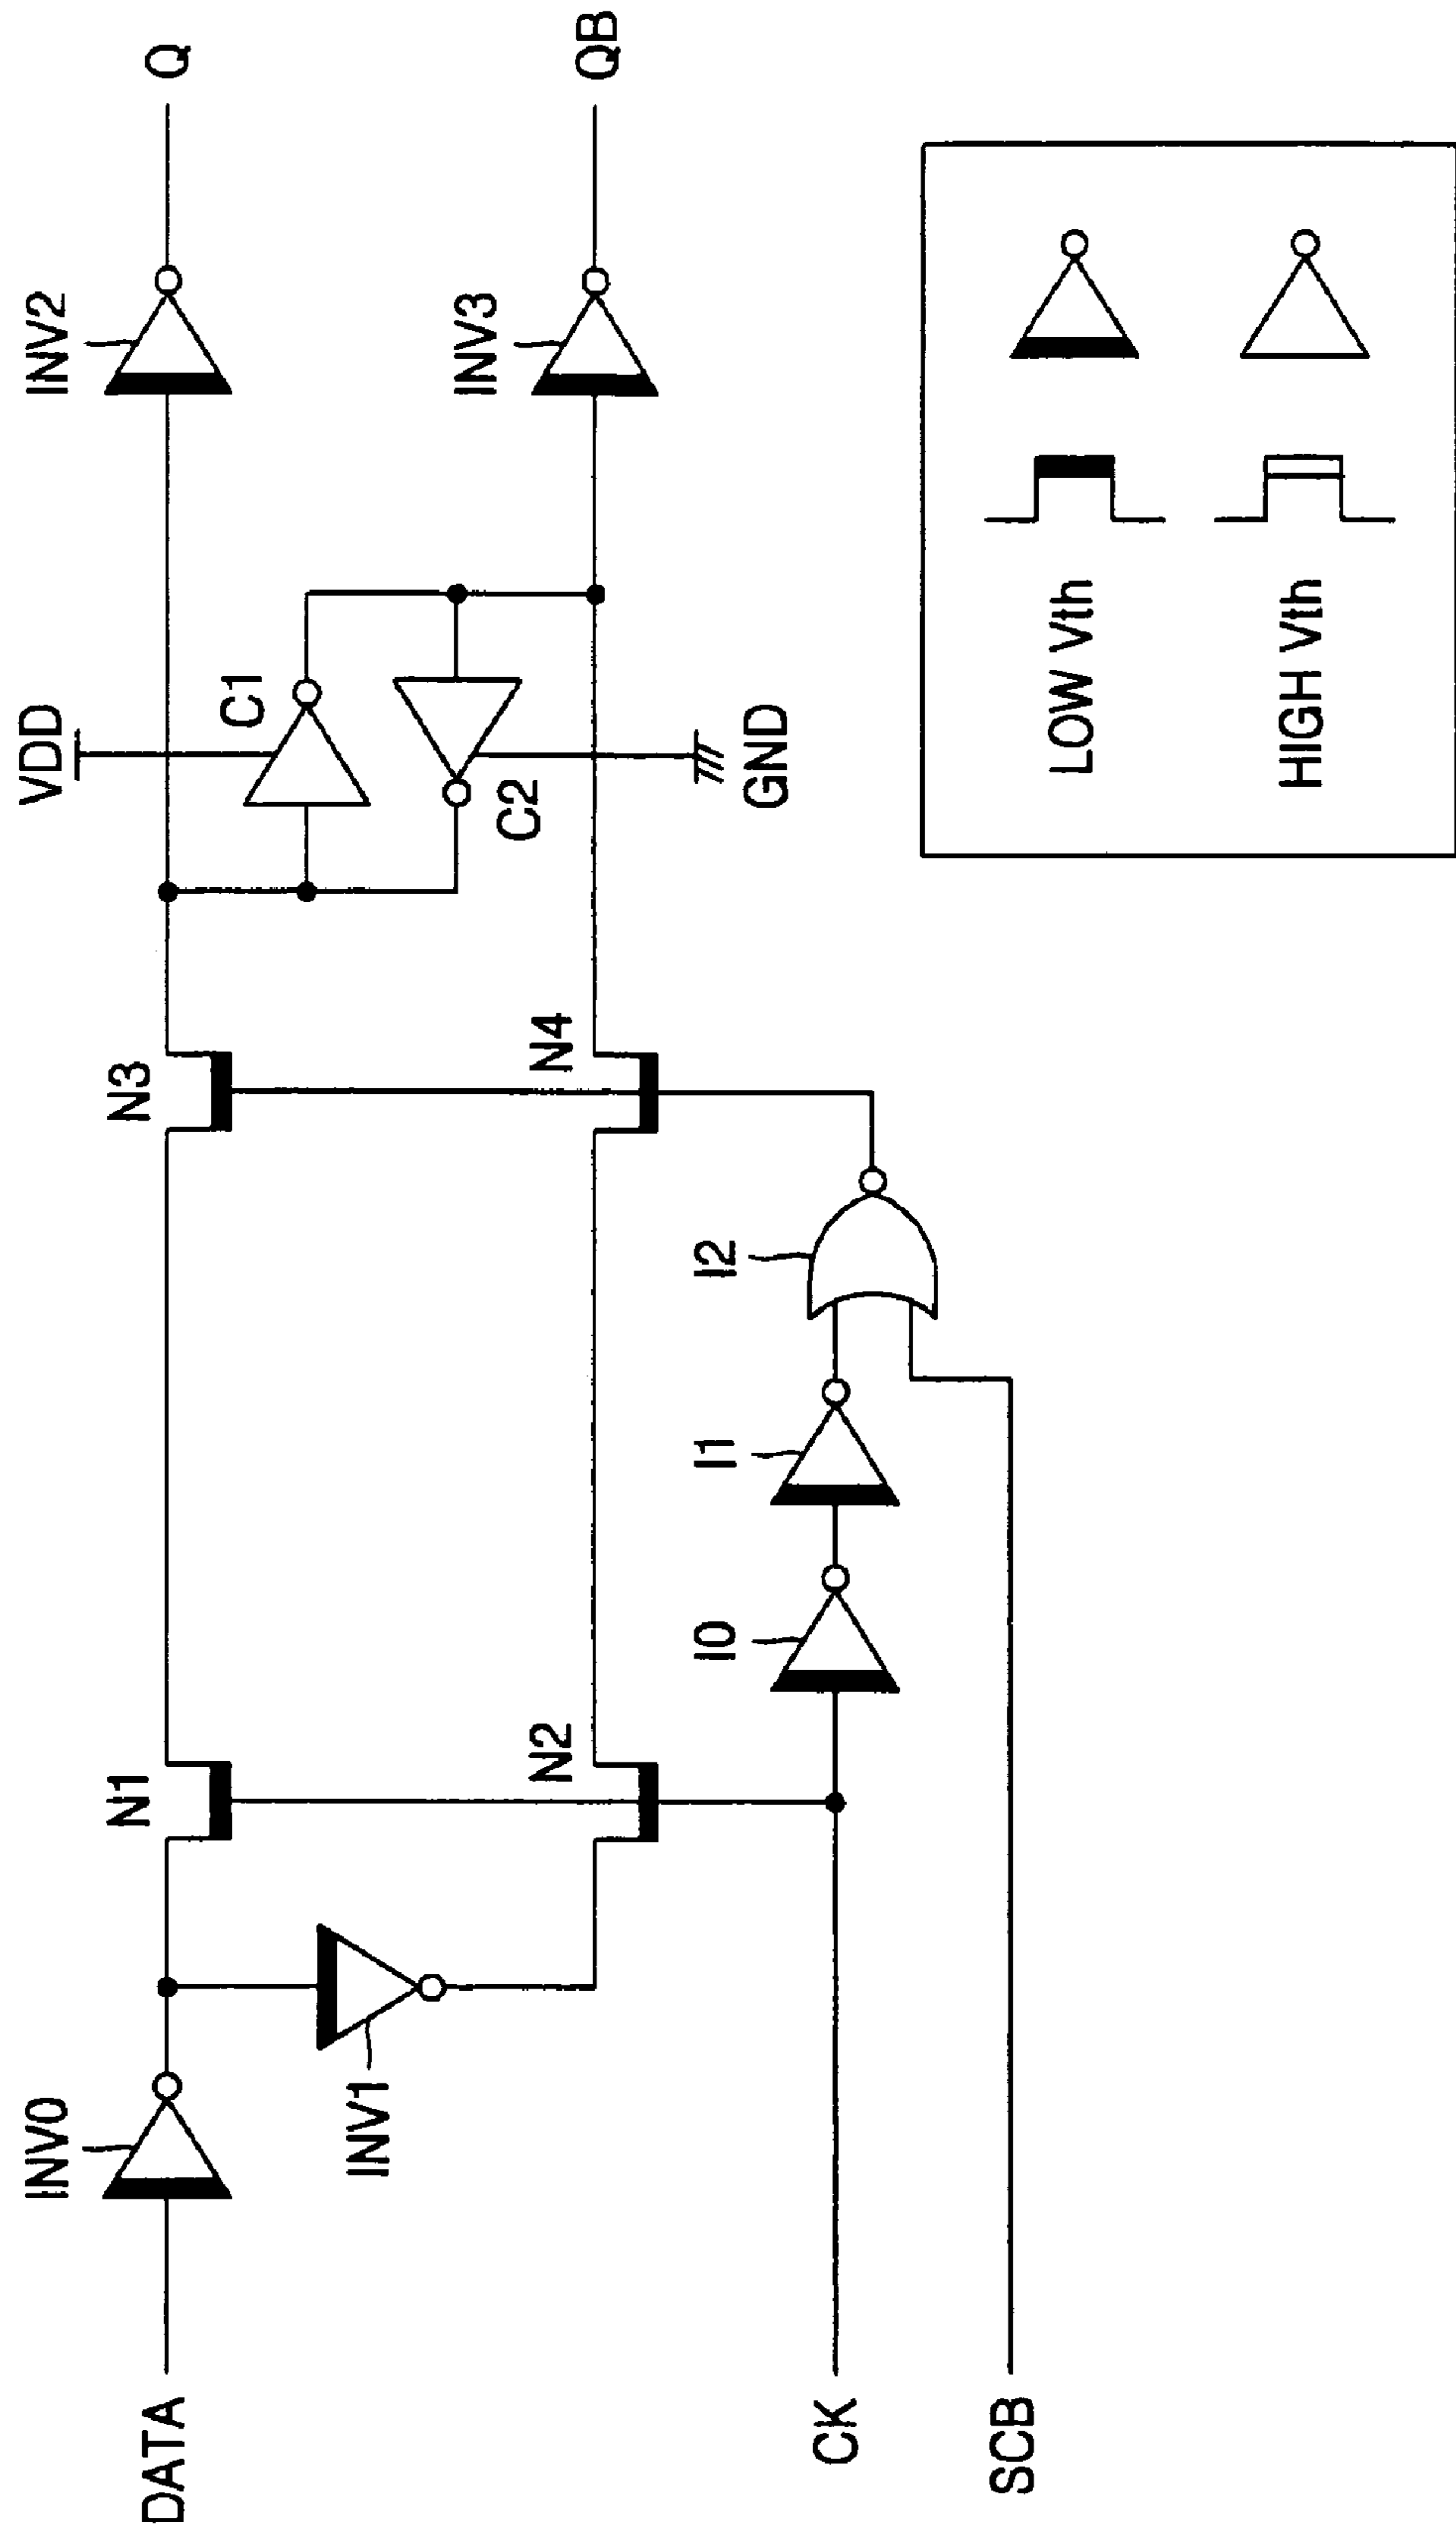 DATA
INV0
INV1
N1
N2
N3
N4
VDD
C1
C2
GND
INV2
Q
INV3
QB
CK
I0
I1
I2
SCB
LOW Vth
HIGH Vth